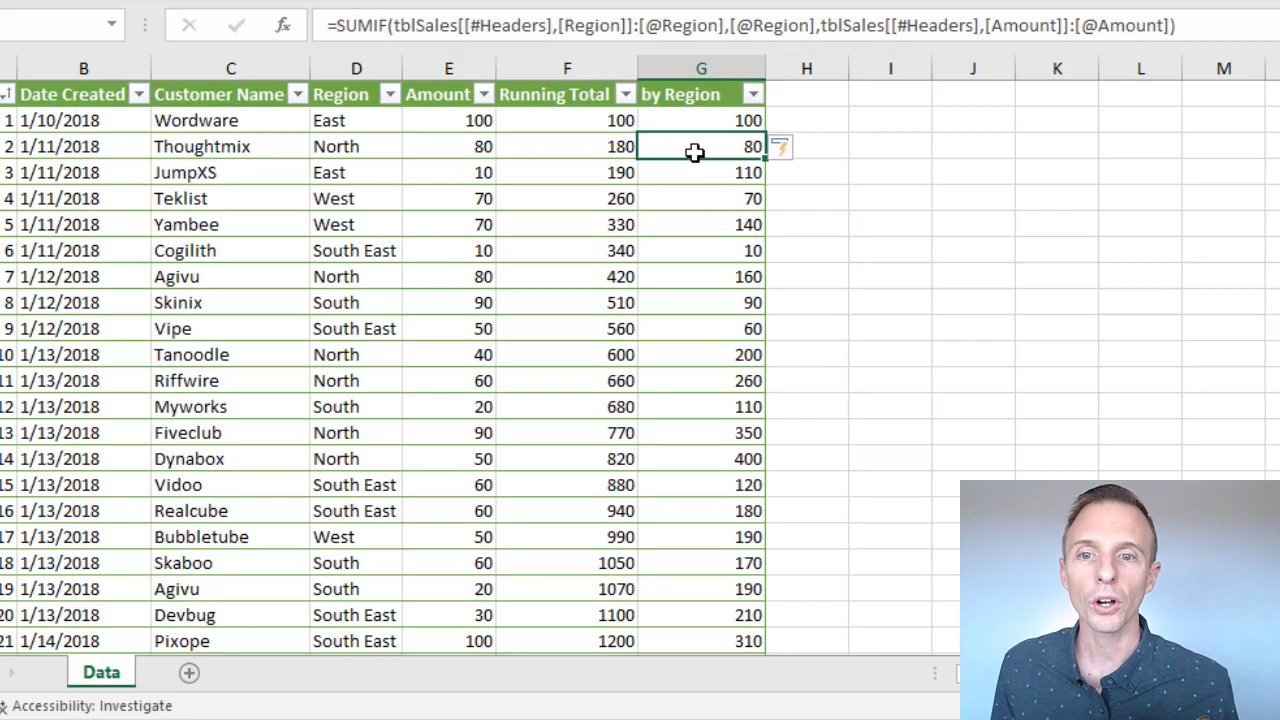 fx =SUMIF(tblSales[[#Headers],[Region]]:[@Region],[@Region],tblSales[[#Headers],[Amount]]:[@Amount])
B C D E F G H I J K L M
Date Created Customer Name Region Amount Running Total by Region
1 1/10/2018 Wordware East 100 100 100
2 1/11/2018 Thoughtmix North 80 180 80
3 1/11/2018 JumpXS East 10 190 110
4 1/11/2018 Teklist West 70 260 70
5 1/11/2018 Yambee West 70 330 140
6 1/11/2018 Cogilith South East 10 340 10
7 1/12/2018 Agivu North 80 420 160
8 1/12/2018 Skinix South 90 510 90
9 1/12/2018 Vipe South East 50 560 60
10 1/13/2018 Tanoodle North 40 600 200
11 1/13/2018 Riffwire North 60 660 260
12 1/13/2018 Myworks South 20 680 110
13 1/13/2018 Fiveclub North 90 770 350
14 1/13/2018 Dynabox North 50 820 400
15 1/13/2018 Vidoo South East 60 880 120
16 1/13/2018 Realcube South East 60 940 180
17 1/13/2018 Bubbletube West 50 990 190
18 1/13/2018 Skaboo South 60 1050 170
19 1/13/2018 Agivu South 20 1070 190
20 1/13/2018 Devbug South East 30 1100 210
21 1/14/2018 Pixope South East 100 1200 310
Data
Accessibility: Investigate